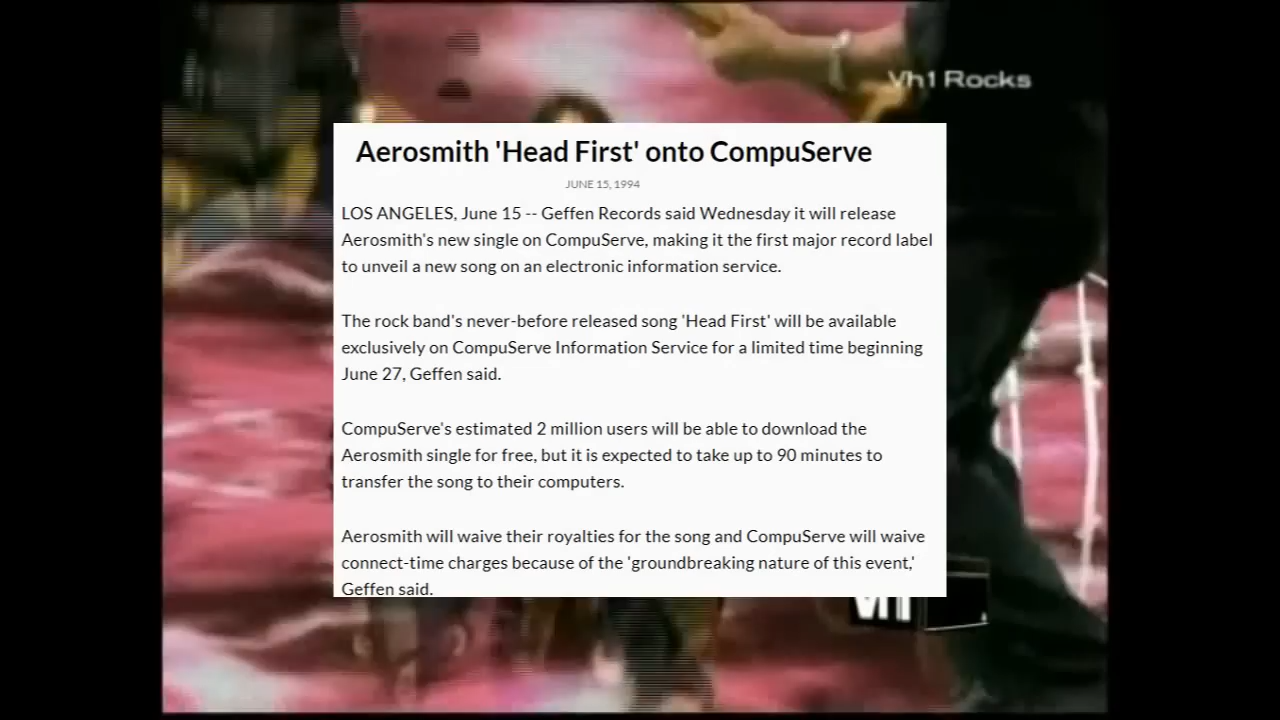 Vh1 Rocks
Aerosmith 'Head First' onto CompuServe
JUNE 15, 1994
LOS ANGELES, June 15 -- Geffen Records said Wednesday it will release
Aerosmith's new single on CompuServe, making it the first major record label
to unveil a new song on an electronic information service.
The rock band's never-before released song 'Head First' will be available
exclusively on CompuServe Information Service for a limited time beginning
June 27, Geffen said.
CompuServe's estimated 2 million users will be able to download the
Aerosmith single for free, but it is expected to take up to 90 minutes to
transfer the song to their computers.
Aerosmith will waive their royalties for the song and CompuServe will waive
connect-time charges because of the 'groundbreaking nature of this event,'
Geffen said.
Vh1